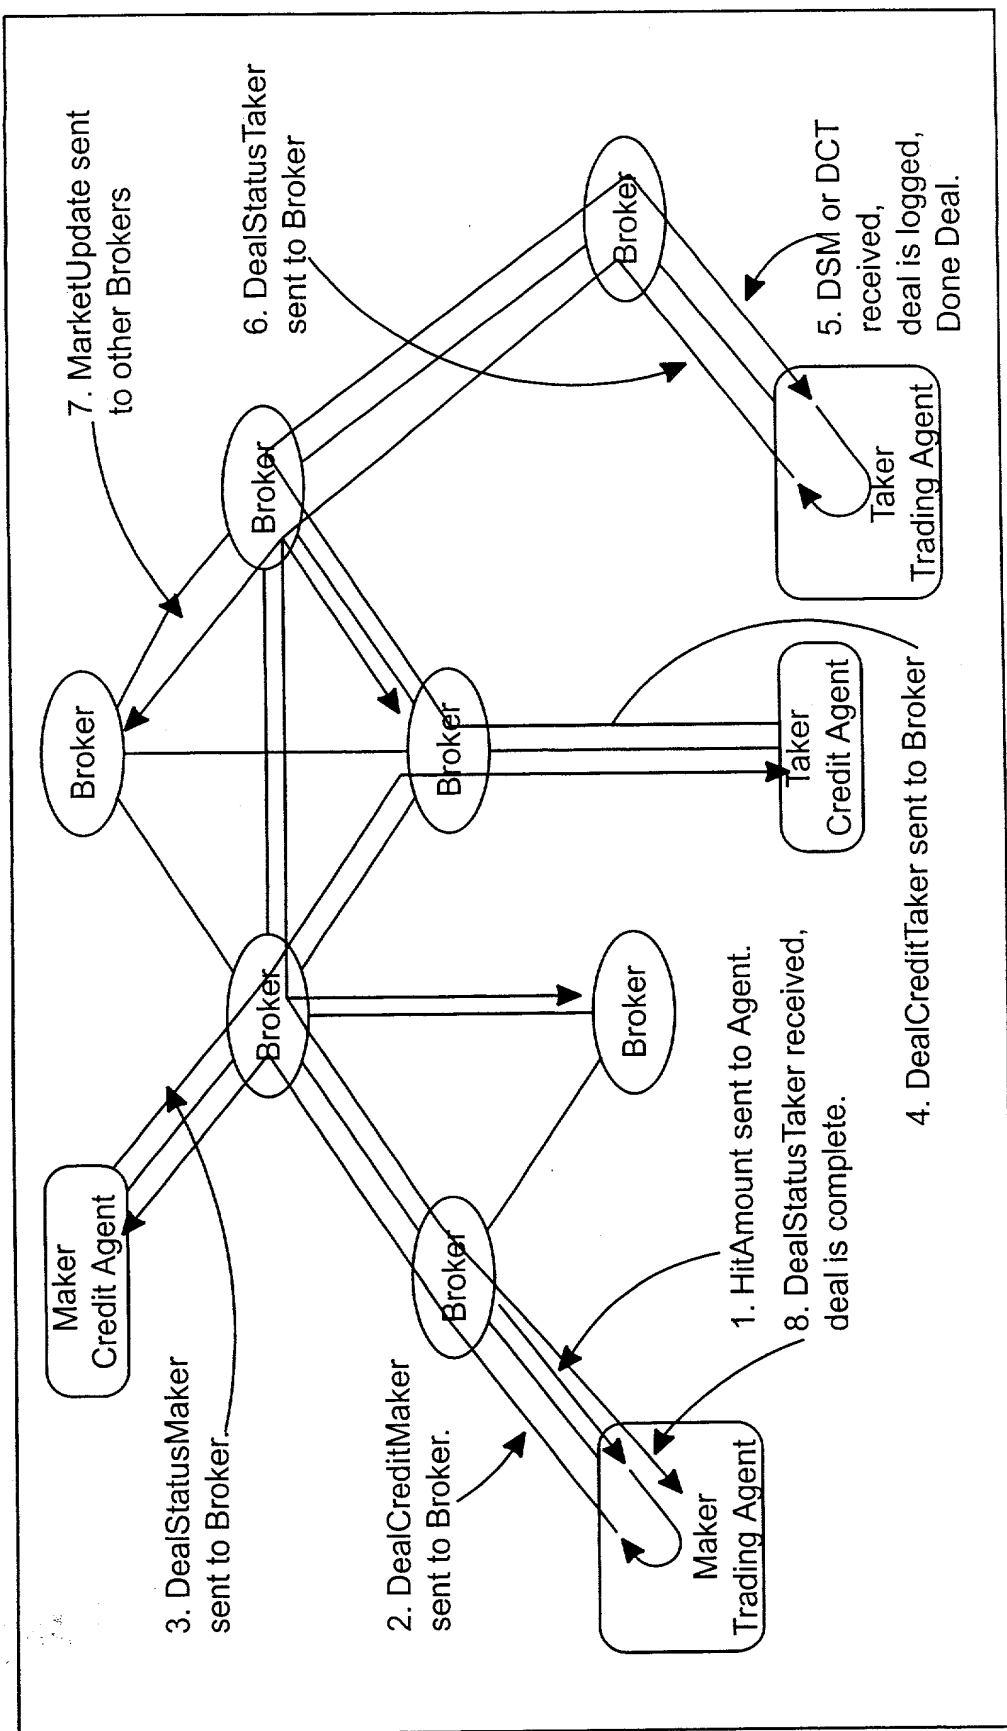 3. DealStatusMaker
sent to Broker.
Maker
Credit Agent
Broker
7. MarketUpdate sent
to other Brokers
6. DealStatusTaker
sent to Broker
Broker
Broker
2. DealCreditMaker
sent to Broker.
Broker
Broker
Broker
Broker
Maker
Trading Agent
1. HitAmount sent to Agent.
8. DealStatusTaker received,
deal is complete.
Taker
Credit Agent
4. DealCreditTaker sent to Broker
Taker
Trading Agent
5. DSM or DCT
received,
deal is logged,
Done Deal.